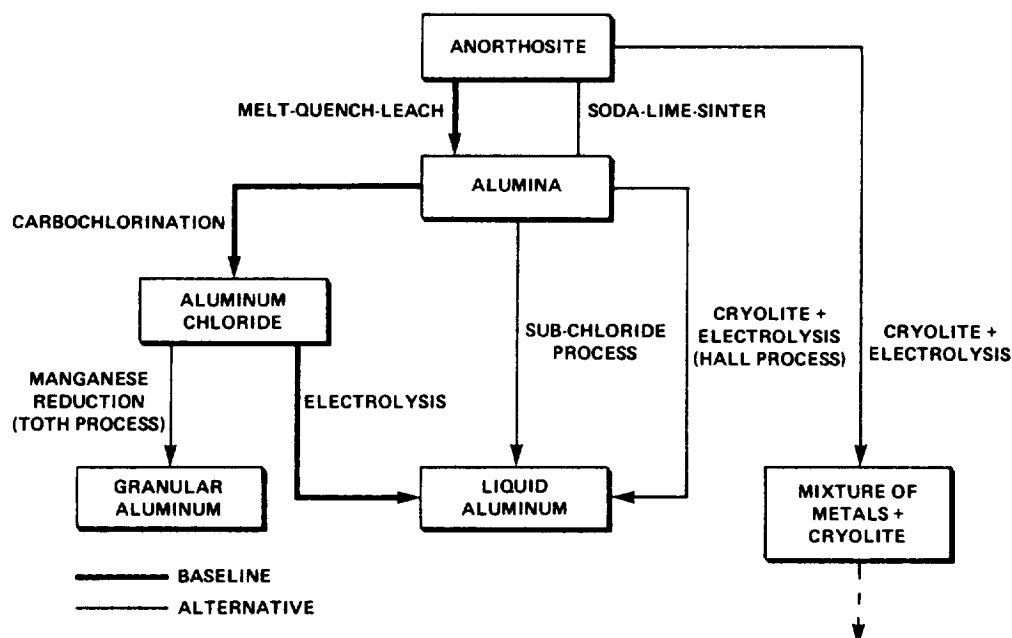 ANORTHOSITE
MELT-QUENCH-LEACH
SODA-LIME-SINTER
ALUMINA
CARBOCHLORINATION
ALUMINUM
CHLORIDE
SUB-CHLORIDE
PROCESS
CRYOLITE +
ELECTROLYSIS
(HALL PROCESS)
CRYOLITE +
ELECTROLYSIS
MANGANESE
REDUCTION
(TOTH PROCESS)
ELECTROLYSIS
GRANULAR
ALUMINUM
LIQUID
ALUMINUM
MIXTURE OF
METALS +
CRYOLITE
BASELINE
ALTERNATIVE